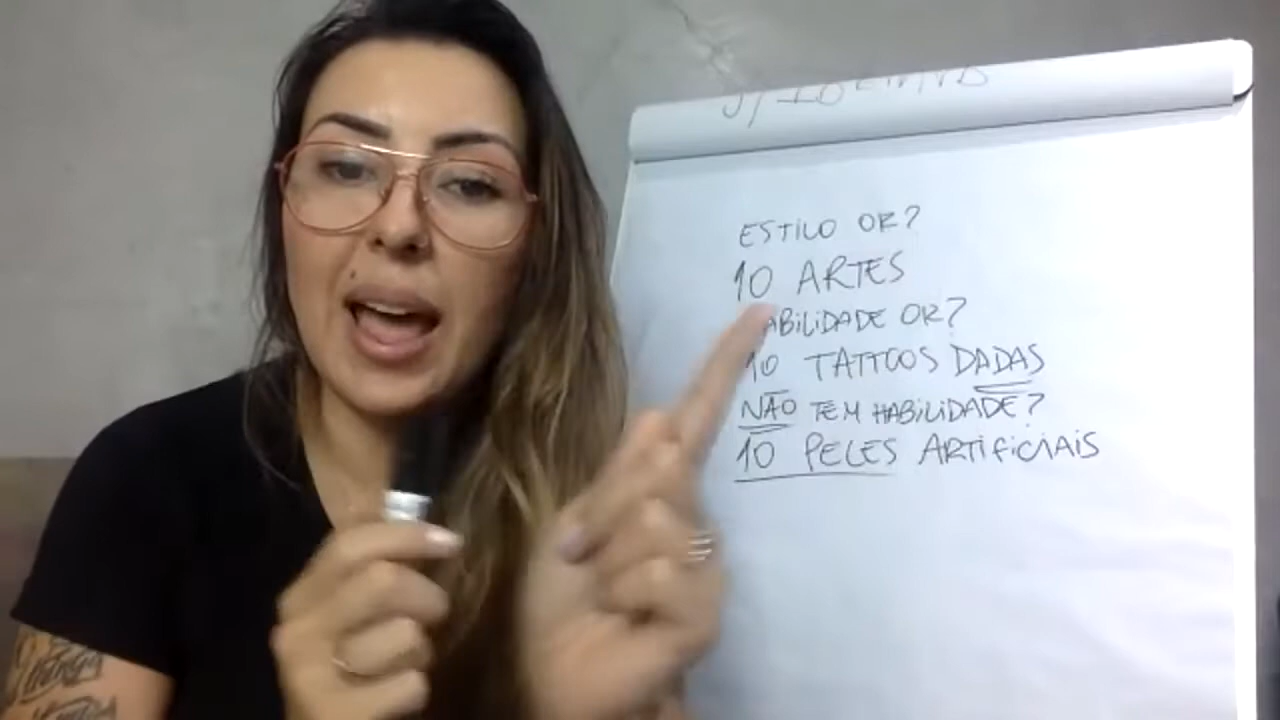 ESTILO OK?
10 ARTES
ABILIDADE OK?
10 TATTOOS DADAS
NÃO TEM HABILIDADE?
10 PELES ARTIFICIAIS